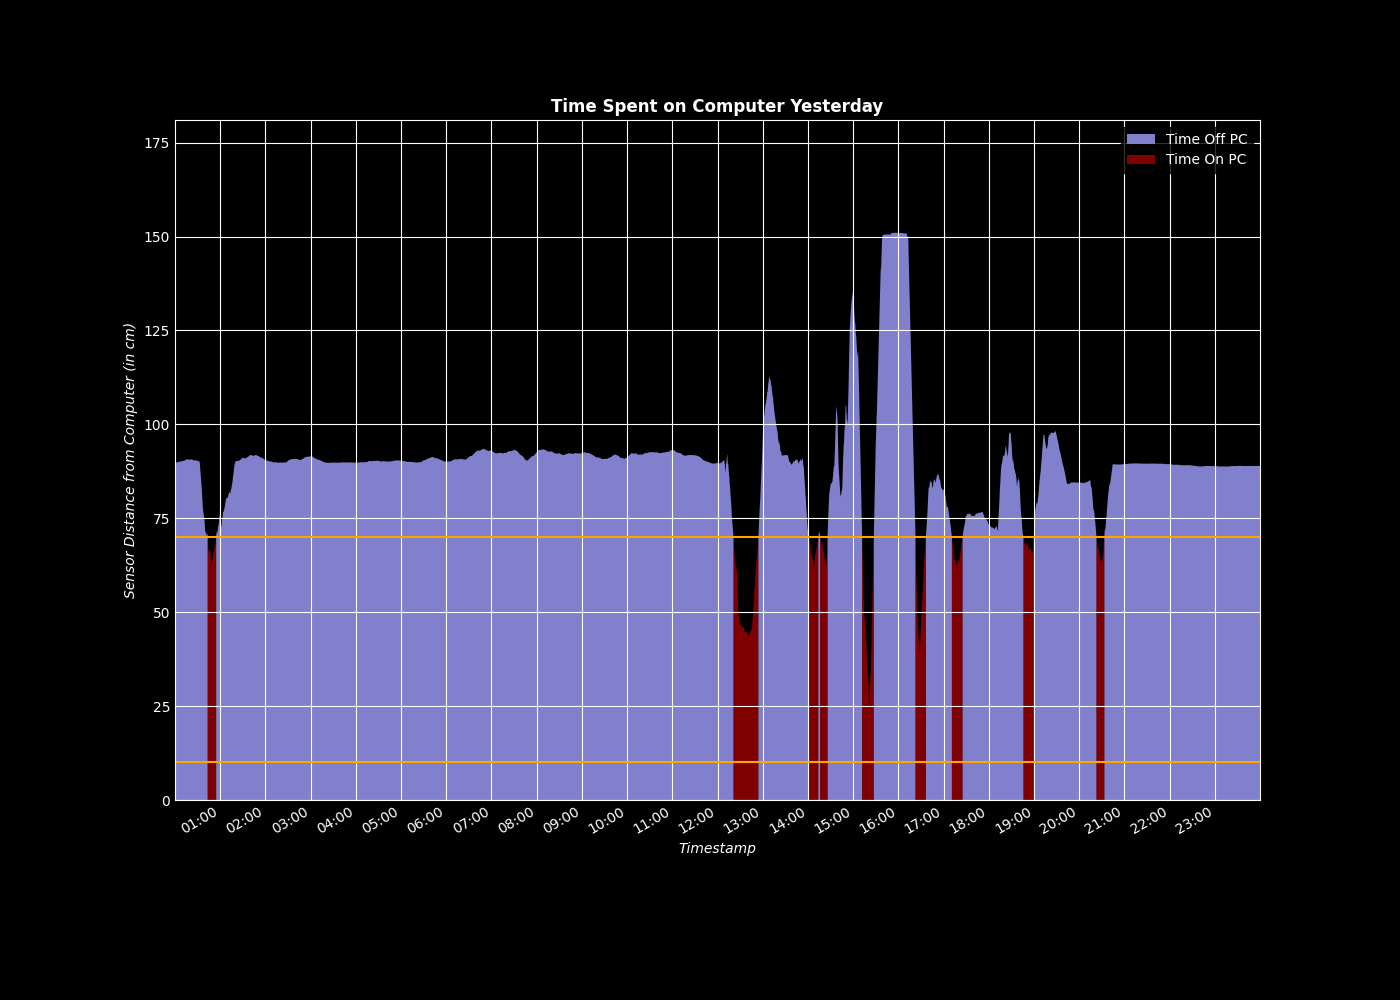 Time Spent on Computer Yesterday
Time Off PC
Time On PC
Sensor Distance from Computer (in cm)
175
150
125
100
75
50
25
0
01:00 02:00 03:00 04:00 05:00 06:00 07:00 08:00 09:00 10:00 11:00 12:00 13:00 14:00 15:00 16:00 17:00 18:00 19:00 20:00 21:00 22:00 23:00
Timestamp